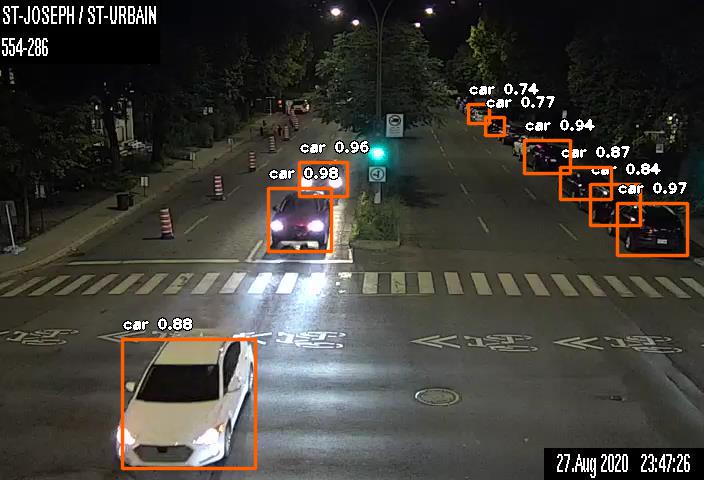 ST-JOSEPH / ST-URBAIN
554-286
car 0.74
car 0.77
car 0.94
car 0.96
car 0.87
car 0.98
car 0.84
car 0.97
car 0.88
27.Aug 2020 23:47:26